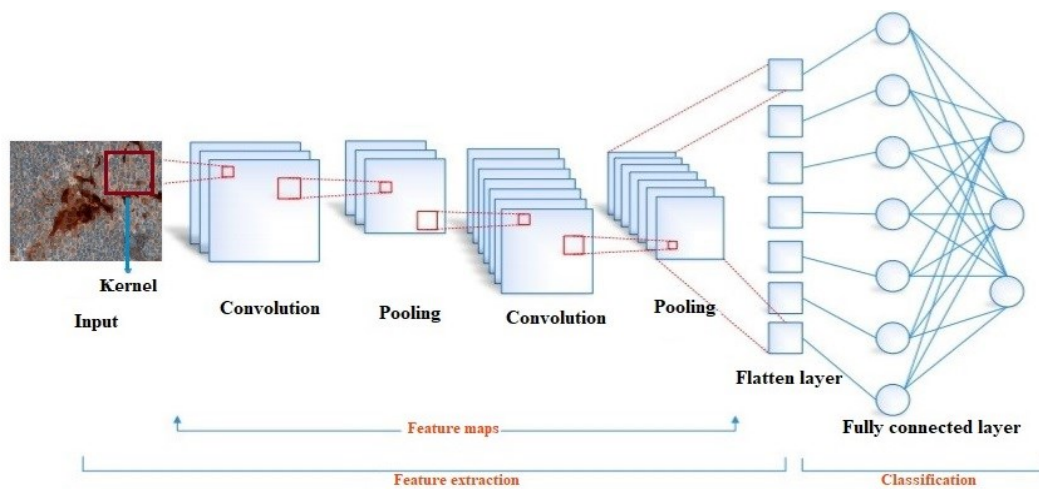 Kernel
Input
Convolution
Pooling
Convolution
Pooling
Flatten layer
Fully connected layer
Feature maps
Feature extraction
Classification